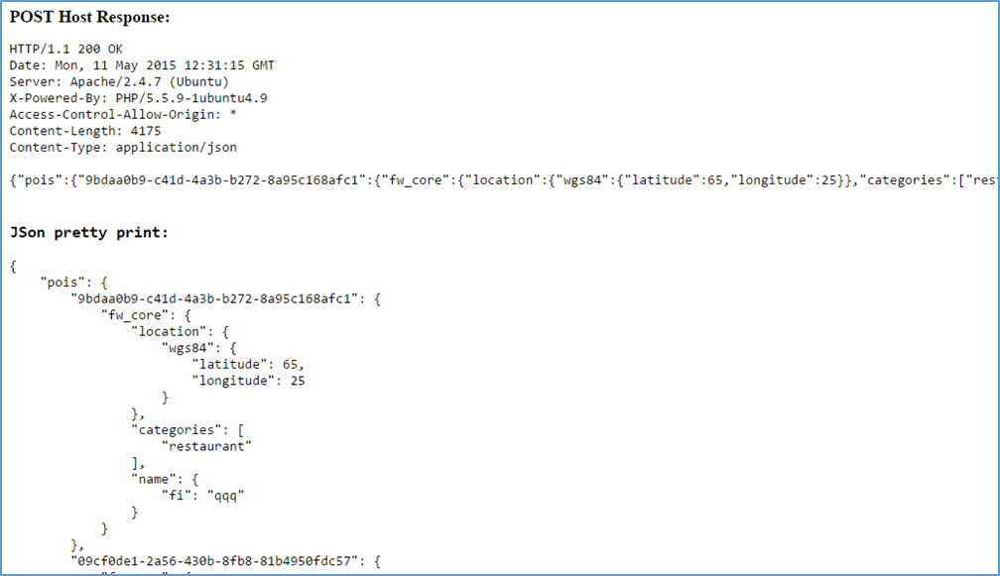 POST Host Response:
HTTP/1.1 200 OK
Date: Mon, 11 May 2015 12:31:15 GMT
Server: Apache/2.4.7 (Ubuntu)
X-Powered-By: PHP/5.5.9-1ubuntu4.9
Access-Control-Allow-Origin: *
Content-Length: 4175
Content-Type: application/json
{"pois":{"9bdaa0b9-c41d-4a3b-b272-8a95c168afc1":{"fw_core":{"location":{"wgs84":{"latitude":65,"longitude":25}},"categories":["res
JSon pretty print:
{
    "pois": {
        "9bdaa0b9-c41d-4a3b-b272-8a95c168afc1": {
            "fw_core": {
                "location": {
                    "wgs84": {
                        "latitude": 65,
                        "longitude": 25
                    }
                },
                "categories": [
                    "restaurant"
                ],
                "name": {
                    "fi": "qqq"
                }
            }
        },
        "09cf0de1-2a56-430b-8fb8-81b4950fdc57": {